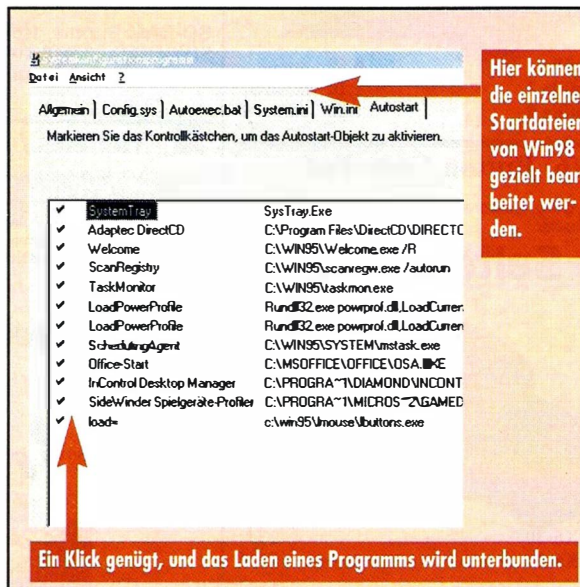 Systemkonfigurationsprogramm
Datei Ansicht ?
Allgemein Config.sys Autoexec.bat System.ini Win.ini Autostart
Markieren Sie das Kontrollkästchen, um das Autostart-Objekt zu aktivieren.
SystemTray SysTray.Exe
Adaptec DirectCD C:\Program Files\DirectCD\DIRECTC
Welcome C:\WIN95\Welcome.exe /R
ScanRegistry C:\WIN95\scanregw.exe /autorun
TaskMonitor C:\WIN95\taskmon.exe
LoadPowerProfile Rundll32.exe powrprof.dll,LoadCurren
LoadPowerProfile Rundll32.exe powrprof.dll,LoadCurren
SchedulingAgent C:\WIN95\SYSTEM\mstask.exe
Office-Start C:\MSOFFICE\OFFICE\OSA.EXE
InControl Desktop Manager C:\PROGRA~1\DIAMOND\INCONT
SideWinder Spielgeräte-Profiler C:\PROGRA~1\MICROS~2\GAMED
load= c:\win95\lmouse\lbuttons.exe
Hier können
die einzelne
Startdateien
von Win98
gezielt bear
beitet wer-
den.
Ein Klick genügt, und das Laden eines Programms wird unterbunden.